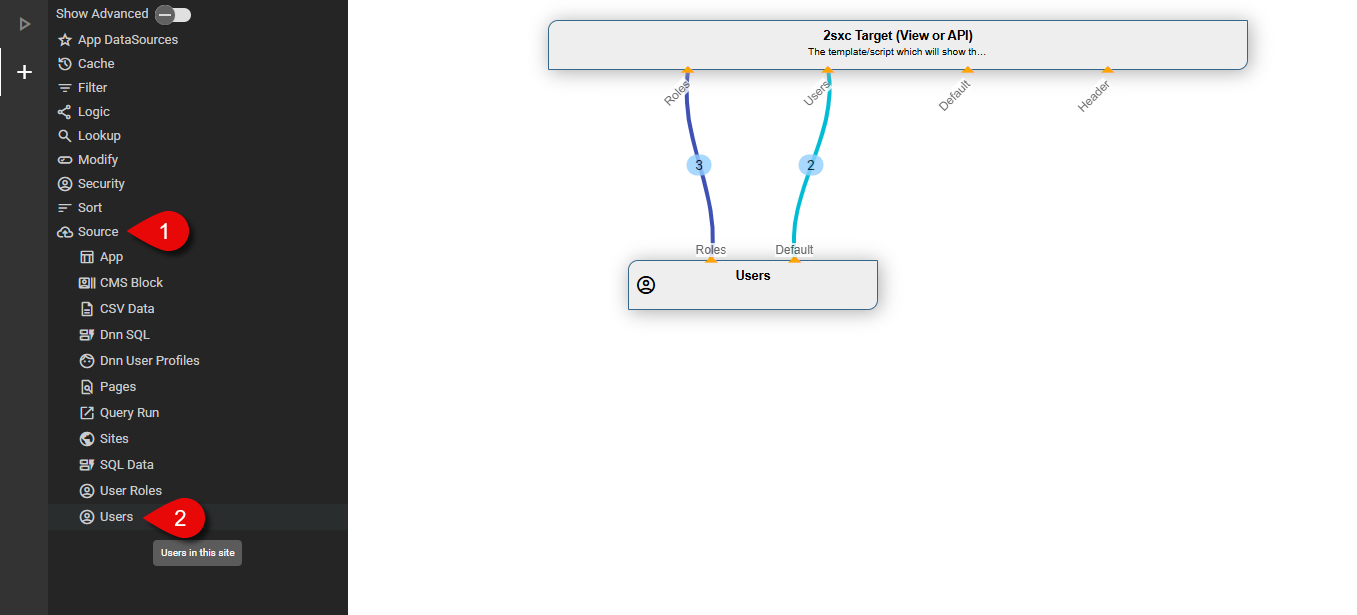 Show Advanced
App DataSources
Cache
Filter
Logic
Lookup
Modify
Security
Sort
Source
1
App
CMS Block
CSV Data
Dnn SQL
Dnn User Profiles
Pages
Query Run
Sites
SQL Data
User Roles
Users
2
Users in this site
2sxc Target (View or API)
The template/script which will show th...
Roles
Users
Default
Header
3
2
Roles
Default
Users